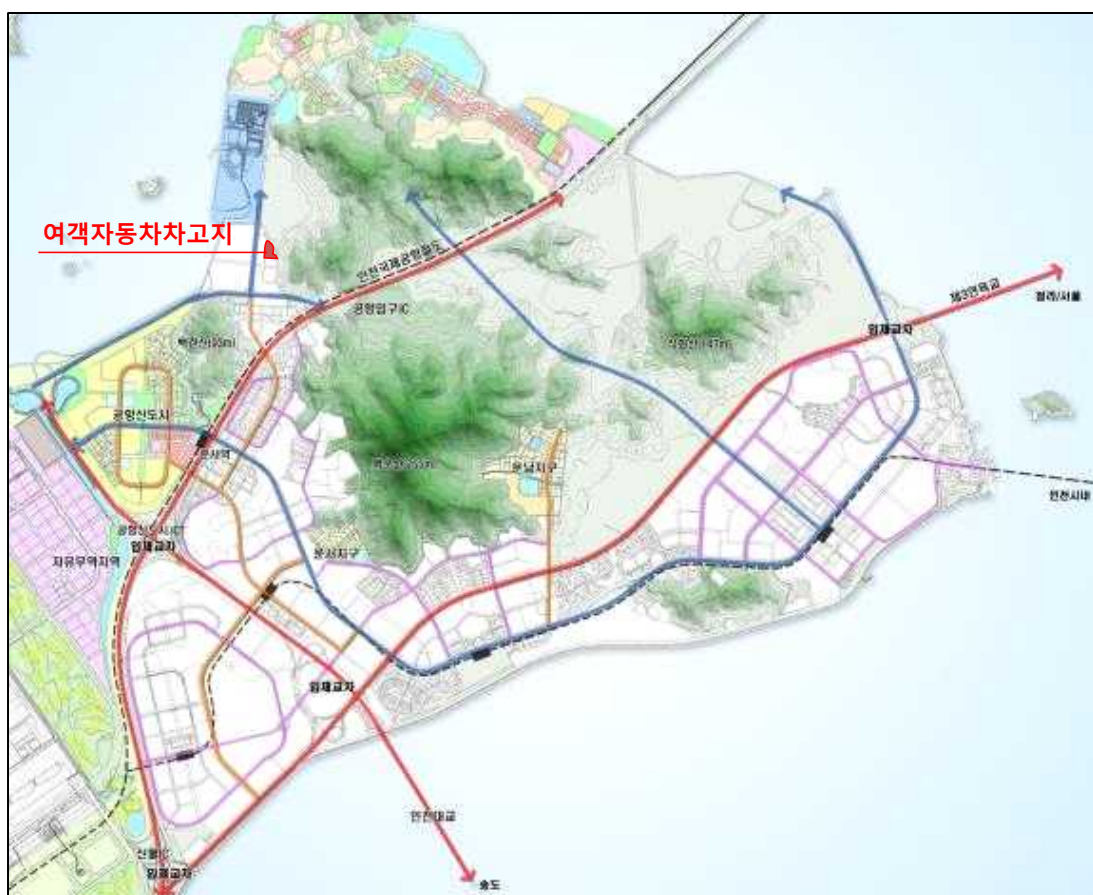 여객자동차차고지
인천국제공항철도
공항입구IC
제3연육교
청라/서울
입체교차
백련산(93m)
공항신도시
운서역
운남지구
인천시내
공항신도시JCT
입체교차
자유무역지역
운서지구
입체교차
인천대교
신불IC
입체교차
송도